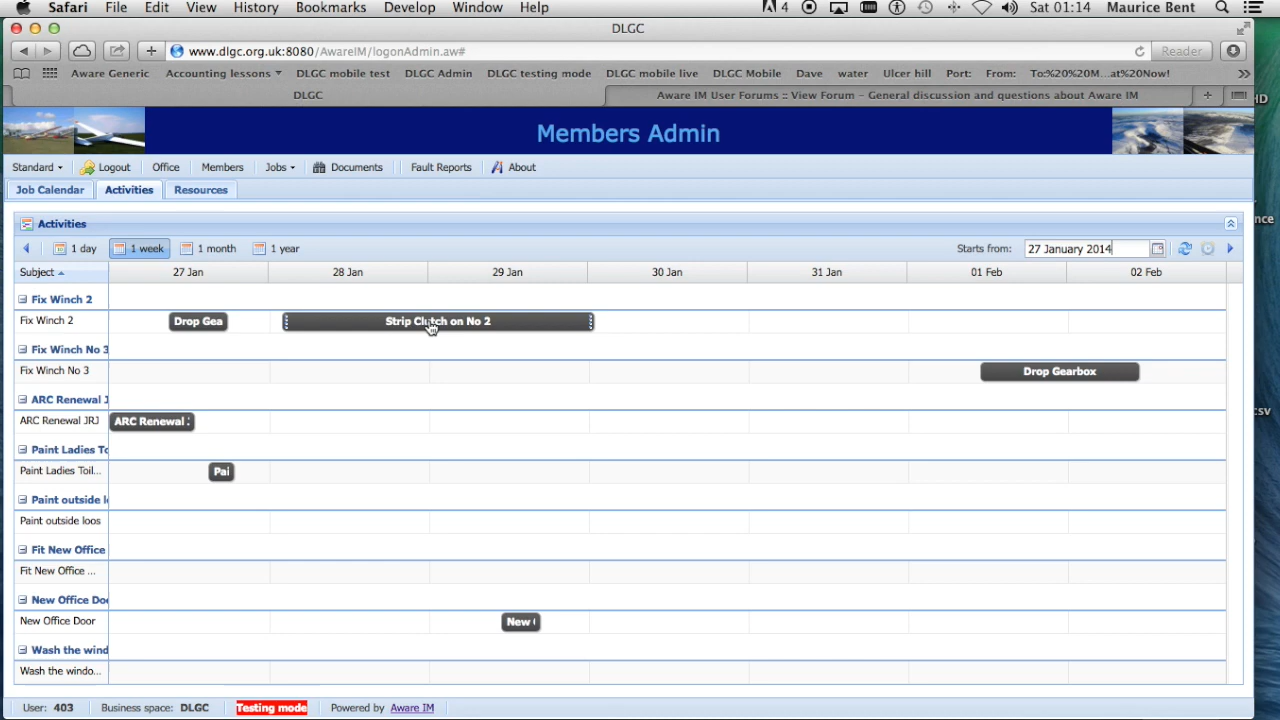 Safari File Edit View History Bookmarks Develop Window Help 4 Sat 01:14 Maurice Bent
DLGC
www.dlgc.org.uk:8080/AwareIM/logonAdmin.aw# Reader
Aware Generic Accounting lessons DLGC mobile test DLGC Admin DLGC testing mode DLGC mobile live DLGC Mobile Dave water Ulcer hill Port: From: To:%20%20M...at%20Now!
DLGC Aware IM User Forums :: View Forum – General discussion and questions about Aware IM
HD
Members Admin
Standard Logout Office Members Jobs Documents Fault Reports About
Job Calendar Activities Resources
Activities
1 day 1 week 1 month 1 year Starts from: 27 January 2014
Subject 27 Jan 28 Jan 29 Jan 30 Jan 31 Jan 01 Feb 02 Feb
Fix Winch 2
Fix Winch 2 Drop Gea Strip Clutch on No 2
Fix Winch No 3
Fix Winch No 3 Drop Gearbox
ARC Renewal J
ARC Renewal JRJ ARC Renewal
Paint Ladies To
Paint Ladies Toil... Pai
Paint outside l
Paint outside loos
Fit New Office
Fit New Office ...
New Office Doo
New Office Door New
Wash the wind
Wash the windo...
User: 403 Business space: DLGC Testing mode Powered by Aware IM